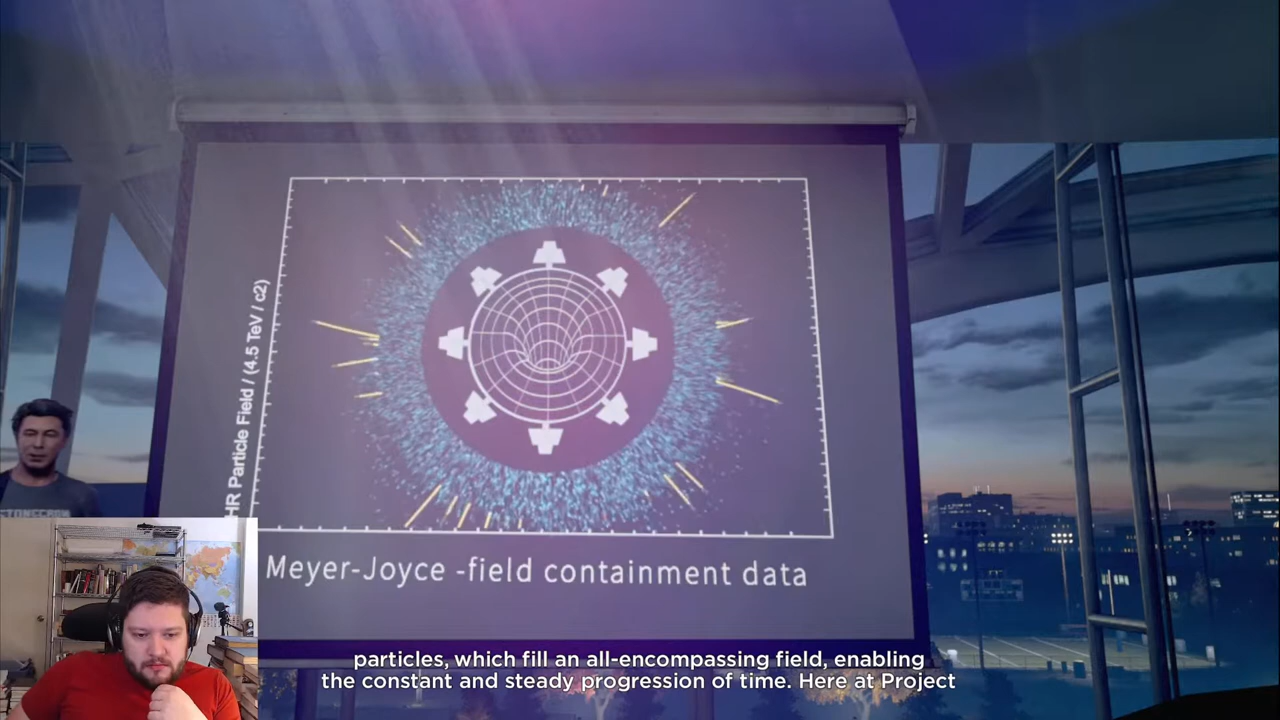 HR Particle Field / (4.5 TeV / c2)
Meyer-Joyce -field containment data
particles, which fill an all-encompassing field, enabling
the constant and steady progression of time. Here at Project